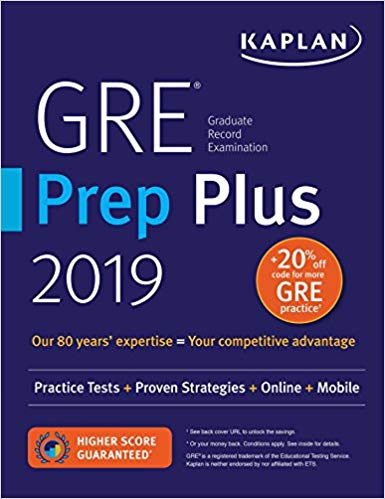 KAPLAN
GRE®
Graduate
Record
Examination
Prep Plus
2019
+20% off
code for more
GRE
practice†
Our 80 years' expertise = Your competitive advantage
Practice Tests + Proven Strategies + Online + Mobile
HIGHER SCORE
GUARANTEED*
† See back cover URL to unlock the savings.
* Or your money back. Conditions apply. See inside for details.
GRE® is a registered trademark of the Educational Testing Service.
Kaplan is neither endorsed by nor affiliated with ETS.